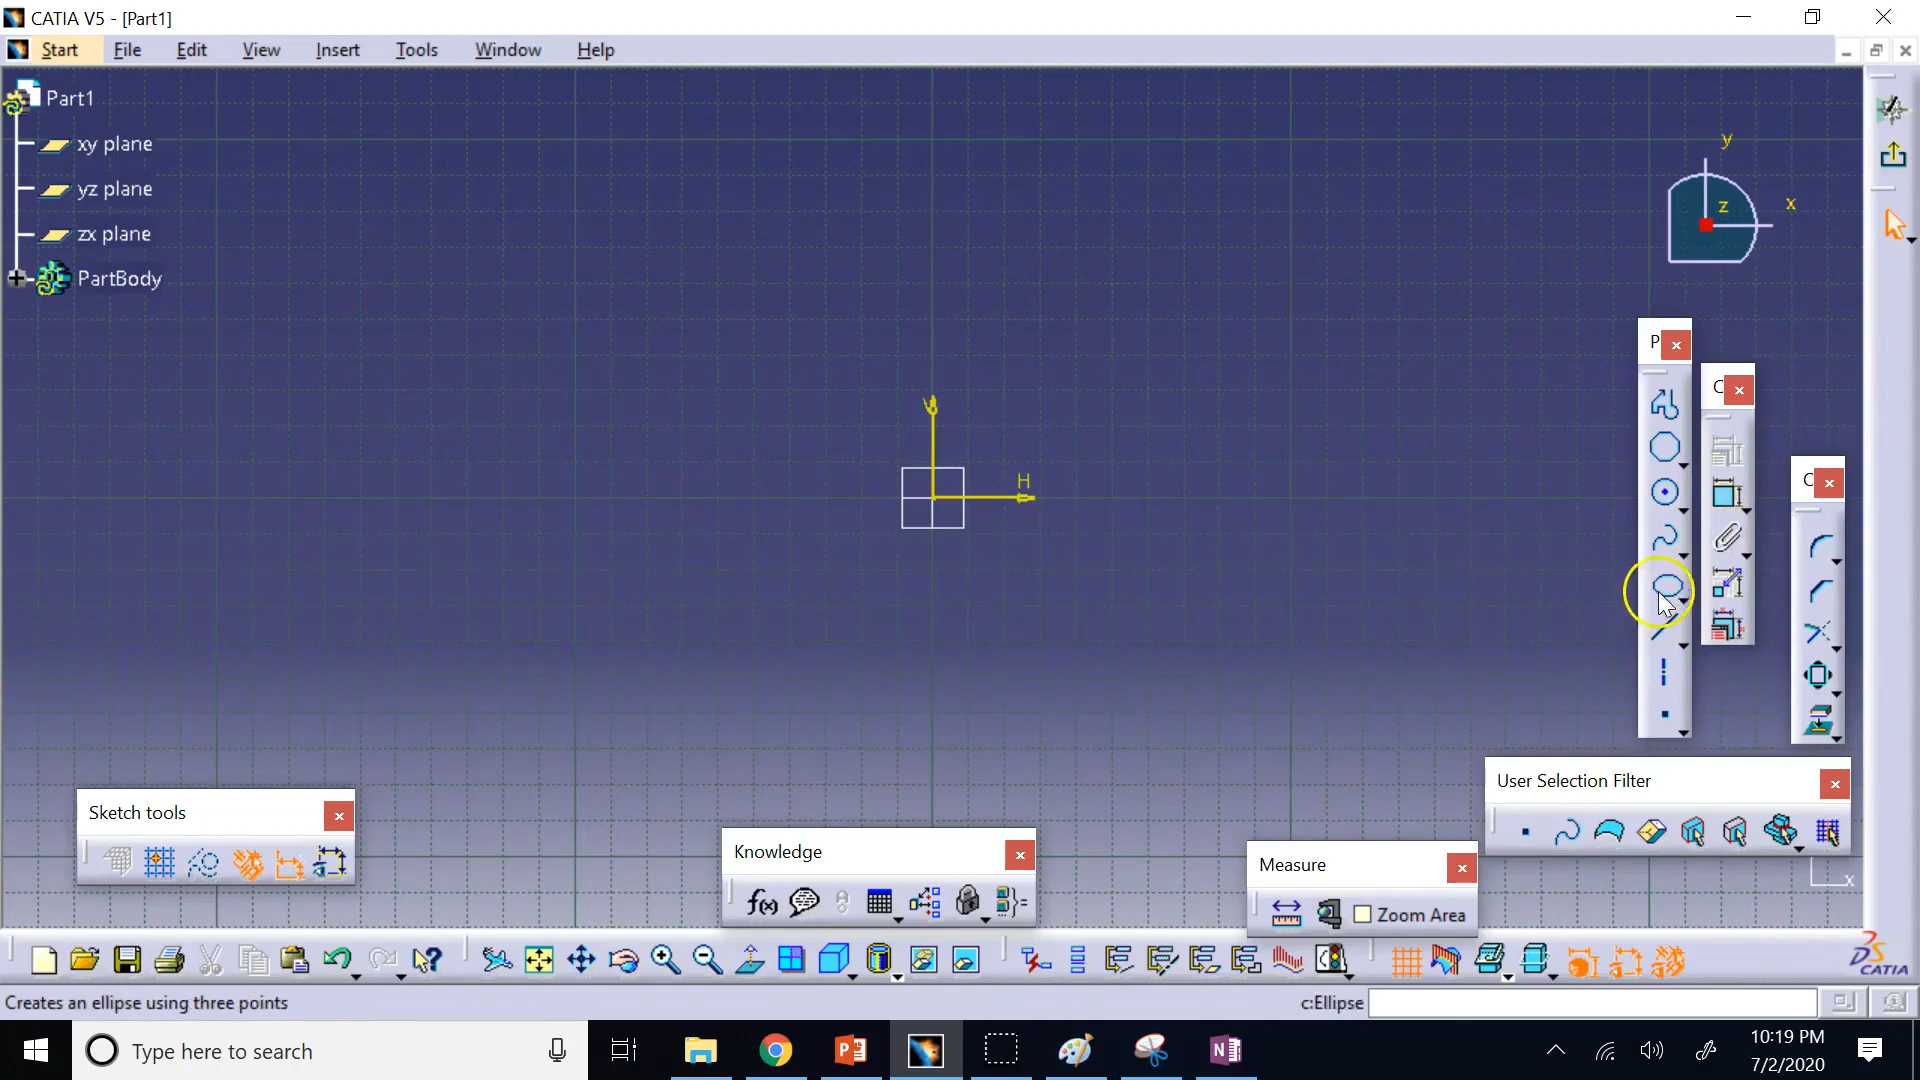 CATIA V5 - [Part1]
Start File Edit View Insert Tools Window Help
Part1
xy plane
yz plane
zx plane
PartBody
y
x
z
V
H
P
C
C
User Selection Filter
Sketch tools
Knowledge
f(x)
Measure
Zoom Area
x
CATIA
Creates an ellipse using three points
c:Ellipse
Type here to search
10:19 PM
7/2/2020